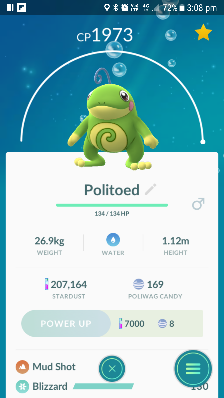 72% 3:08 pm
CP1973
Politoed
134 / 134 HP
26.9kg
WATER
1.12m
WEIGHT
HEIGHT
207,164
169
STARDUST
POLIWAG CANDY
POWER UP
7000
8
Mud Shot
Blizzard
130